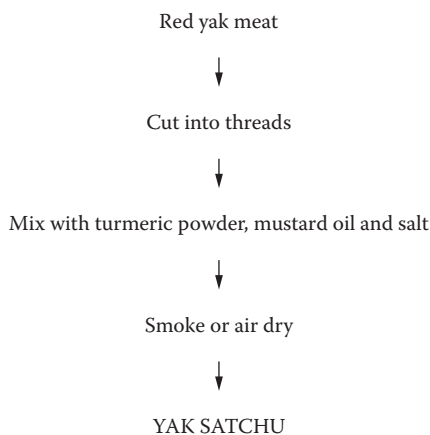 Red yak meat
Cut into threads
Mix with turmeric powder, mustard oil and salt
Smoke or air dry
YAK SATCHU